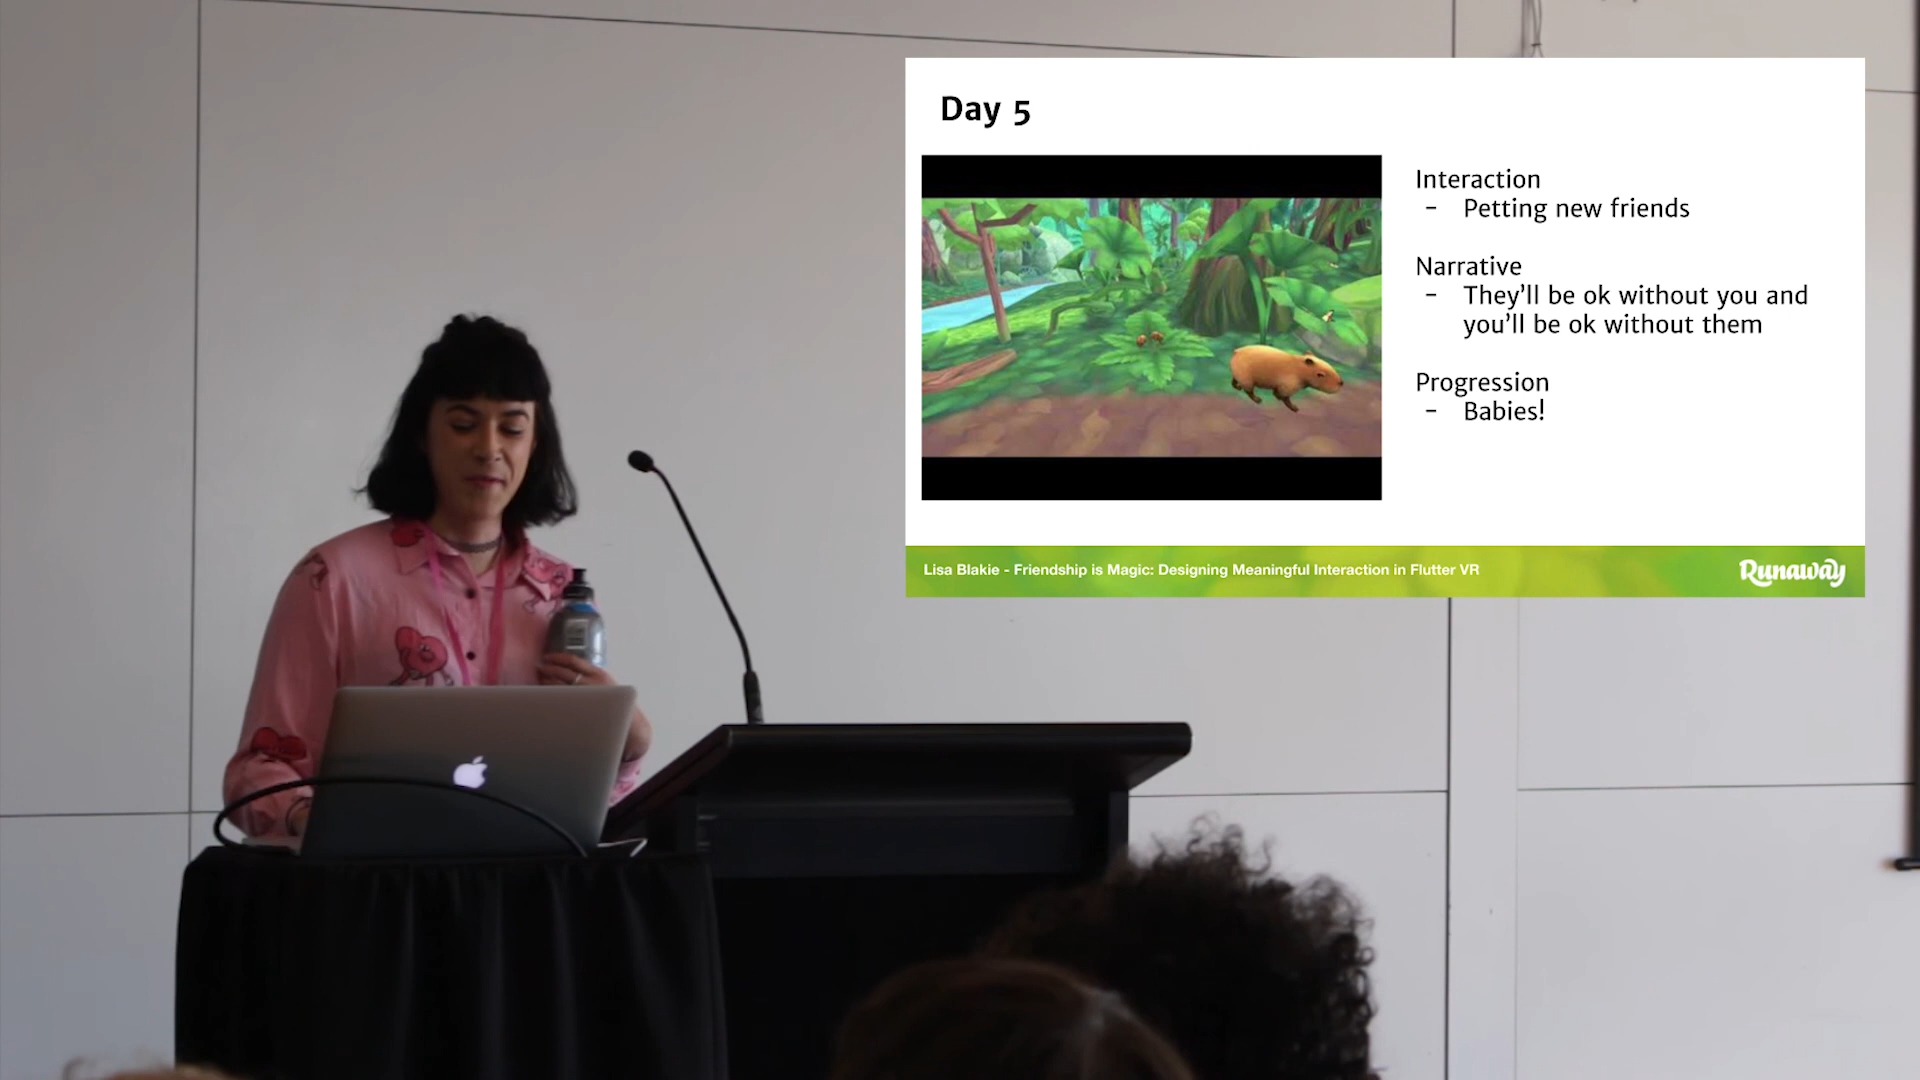 Day 5
Interaction
- Petting new friends
Narrative
- They'll be ok without you and
you'll be ok without them
Progression
- Babies!
Lisa Blakie - Friendship is Magic: Designing Meaningful Interaction in Flutter VR
Runaway